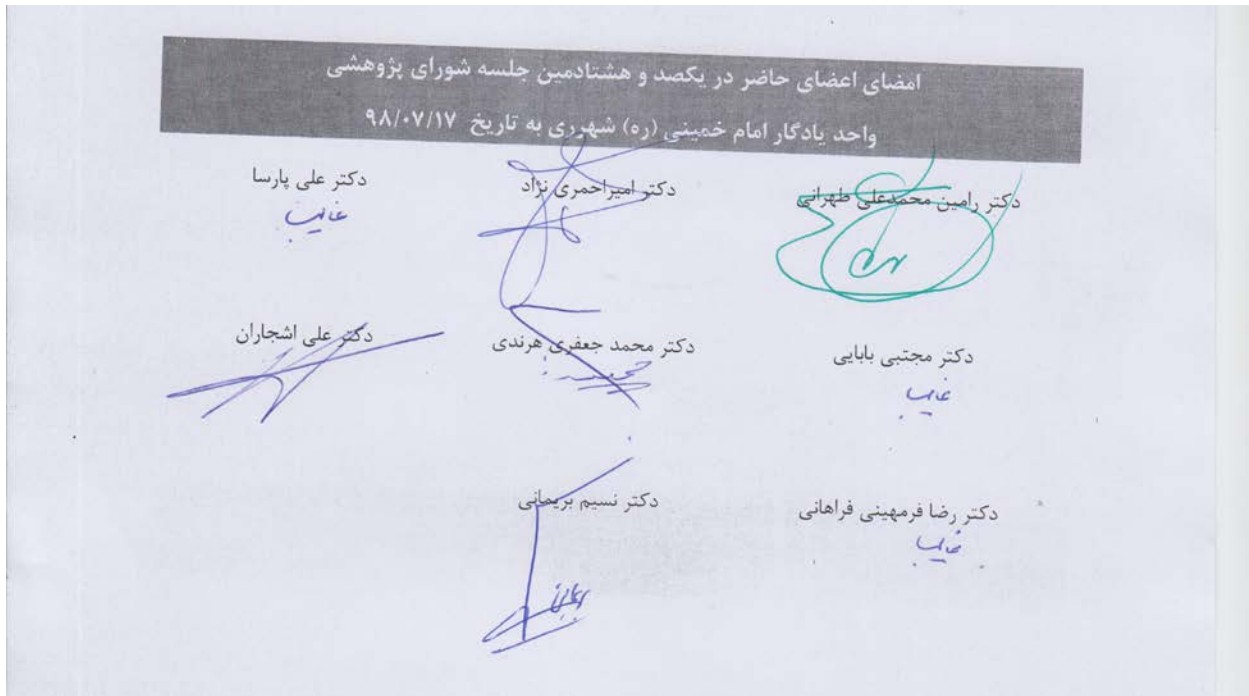 امضای اعضای حاضر در یکصد و هشتادمین جلسه شورای پژوهشی
واحد یادگار امام خمینی (ره) شهرری به تاریخ ۹۸/۰۷/۱۷
دکتر رامین محمدعلی طهرانی دکتر امیراحمری نژاد دکتر علی پارسا
غایب
دکتر مجتبی بابایی دکتر محمد جعفری هرندی دکتر علی اشجاران
غایب
دکتر رضا فرمهینی فراهانی دکتر نسیم بریمانی
غایب